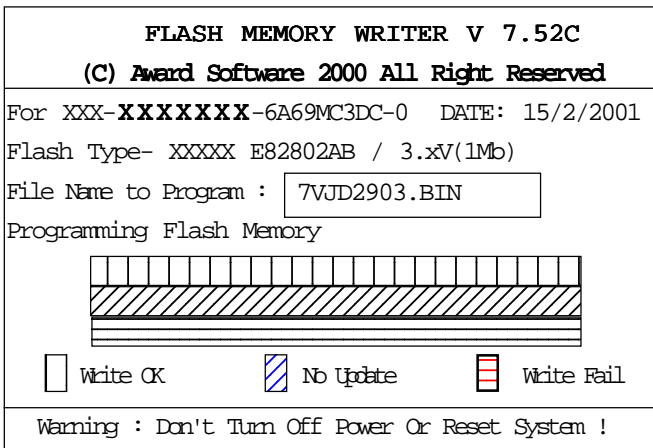 FLASH MEMORY WRITER V 7.52C
(C) Award Software 2000 All Right Reserved
For XXX-XXXXXXX-6A69MC3DC-0 DATE: 15/2/2001
Flash Type- XXXXX E82802AB / 3.xV(1Mb)
File Name to Program : 7VJD2903.BIN
Programming Flash Memory
Write OK No Update Write Fail
Warning : Don't Turn Off Power Or Reset System !